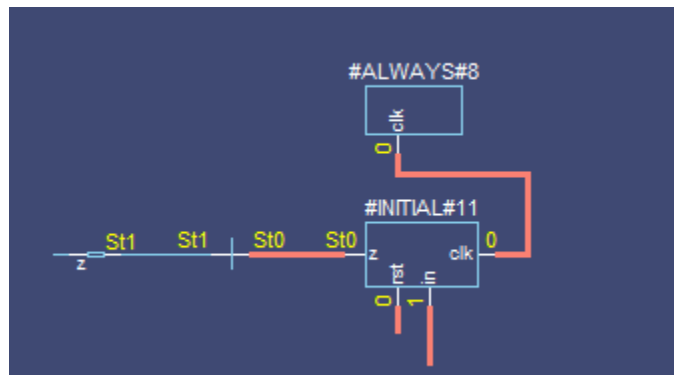 #ALWAYS#8
clk
0
#INITIAL#11
St1 St1 St0 St0 z clk 0
z
rst in
0 1